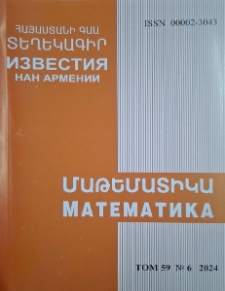 ISSN 00002-3043
ՀԱՅԱՍՏԱՆԻ ԳԱԱ
ՏԵՂԵԿԱԳԻՐ
ИЗВЕСТИЯ
НАН АРМЕНИИ
ՄԱԹԵՄԱՏԻԿԱ
МАТЕМАТИКА
ТОМ 59 № 6 2024